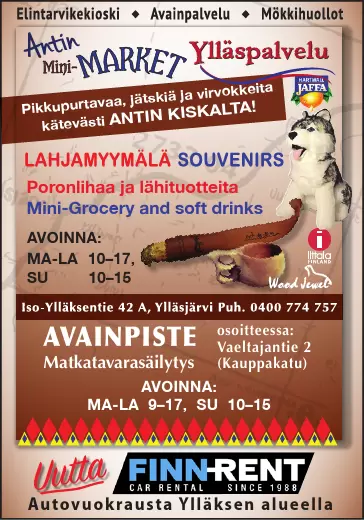 Elintarvikekioski ♦ Avainpalvelu ♦ Mökkihuollot
Antin
Mini-MARKET Ylläspalvelu
Pikkupurtavaa, jätskiä ja virvokkeita
kätevästi ANTIN KISKALTA!
HARTWALL
JAFFA
LAHJAMYYMÄLÄ SOUVENIRS
Poronlihaa ja lähituotteita
Mini-Grocery and soft drinks
AVOINNA:
MA-LA 10–17,
SU 10–15
i
iittala
FINLAND
Wood Jewel
Iso-Ylläksentie 42 A, Ylläsjärvi Puh. 0400 774 757
AVAINPISTE
Matkatavarasäilytys
osoitteessa:
Vaeltajantie 2
(Kauppakatu)
AVOINNA:
MA-LA 9–17, SU 10–15
Uutta
FINN-RENT
CAR RENTAL SINCE 1988
Autovuokrausta Ylläksen alueella